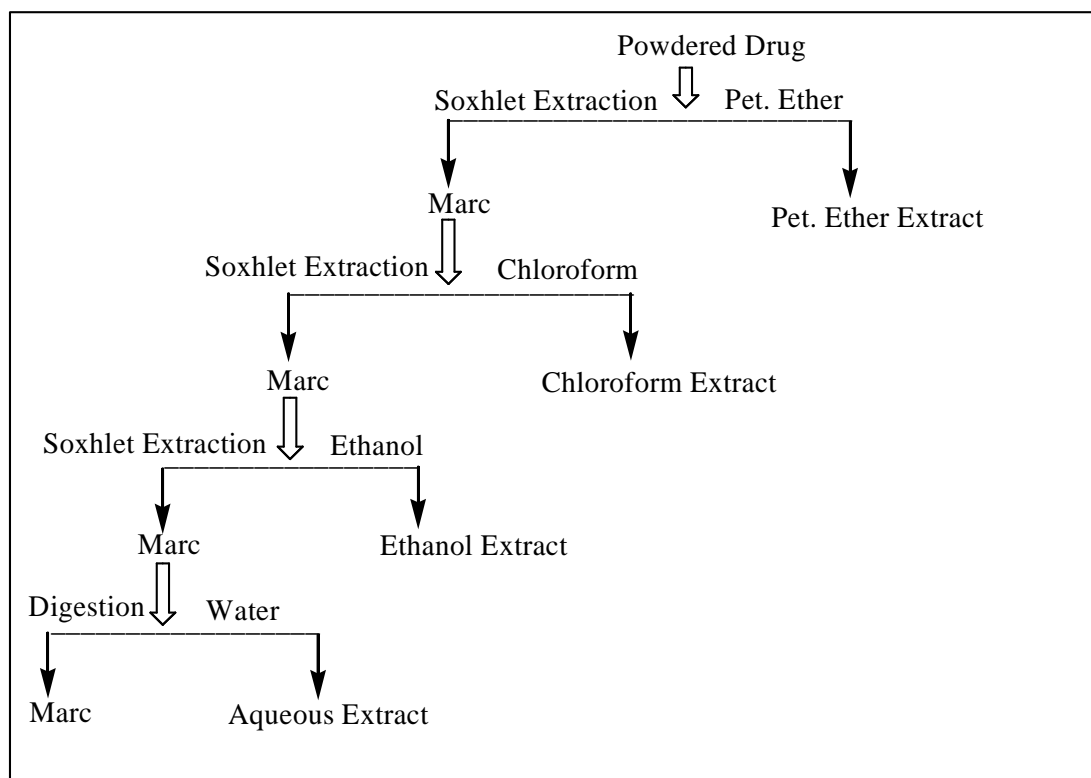 Powdered Drug
Soxhlet Extraction Pet. Ether
Marc
Pet. Ether Extract
Soxhlet Extraction Chloroform
Marc
Chloroform Extract
Soxhlet Extraction Ethanol
Marc
Ethanol Extract
Digestion Water
Marc
Aqueous Extract